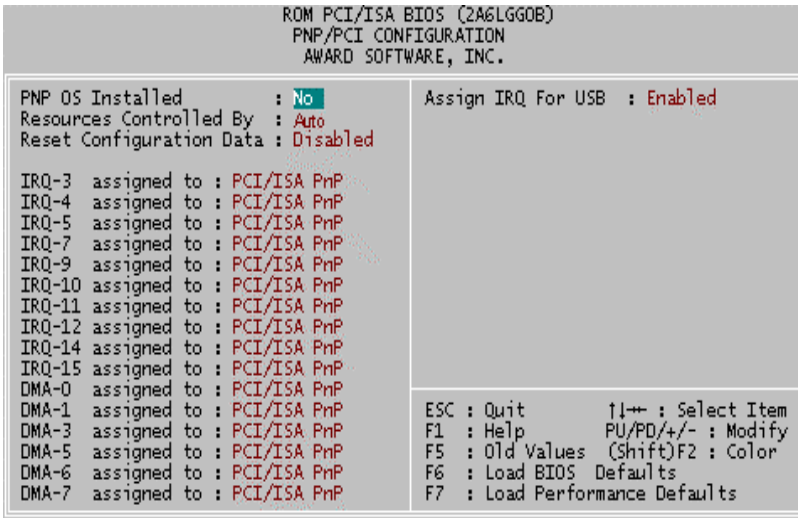 ROM PCI/ISA BIOS (2A6LGGOB)
PNP/PCI CONFIGURATION
AWARD SOFTWARE, INC.
PNP OS Installed : No
Resources Controlled By : Auto
Reset Configuration Data : Disabled
IRQ-3 assigned to : PCI/ISA PnP
IRQ-4 assigned to : PCI/ISA PnP
IRQ-5 assigned to : PCI/ISA PnP
IRQ-7 assigned to : PCI/ISA PnP
IRQ-9 assigned to : PCI/ISA PnP
IRQ-10 assigned to : PCI/ISA PnP
IRQ-11 assigned to : PCI/ISA PnP
IRQ-12 assigned to : PCI/ISA PnP
IRQ-14 assigned to : PCI/ISA PnP
IRQ-15 assigned to : PCI/ISA PnP
DMA-0 assigned to : PCI/ISA PnP
DMA-1 assigned to : PCI/ISA PnP
DMA-3 assigned to : PCI/ISA PnP
DMA-5 assigned to : PCI/ISA PnP
DMA-6 assigned to : PCI/ISA PnP
DMA-7 assigned to : PCI/ISA PnP
Assign IRQ For USB : Enabled
ESC : Quit ↑↓→← : Select Item
F1 : Help PU/PD/+/- : Modify
F5 : Old Values (Shift)F2 : Color
F6 : Load BIOS Defaults
F7 : Load Performance Defaults